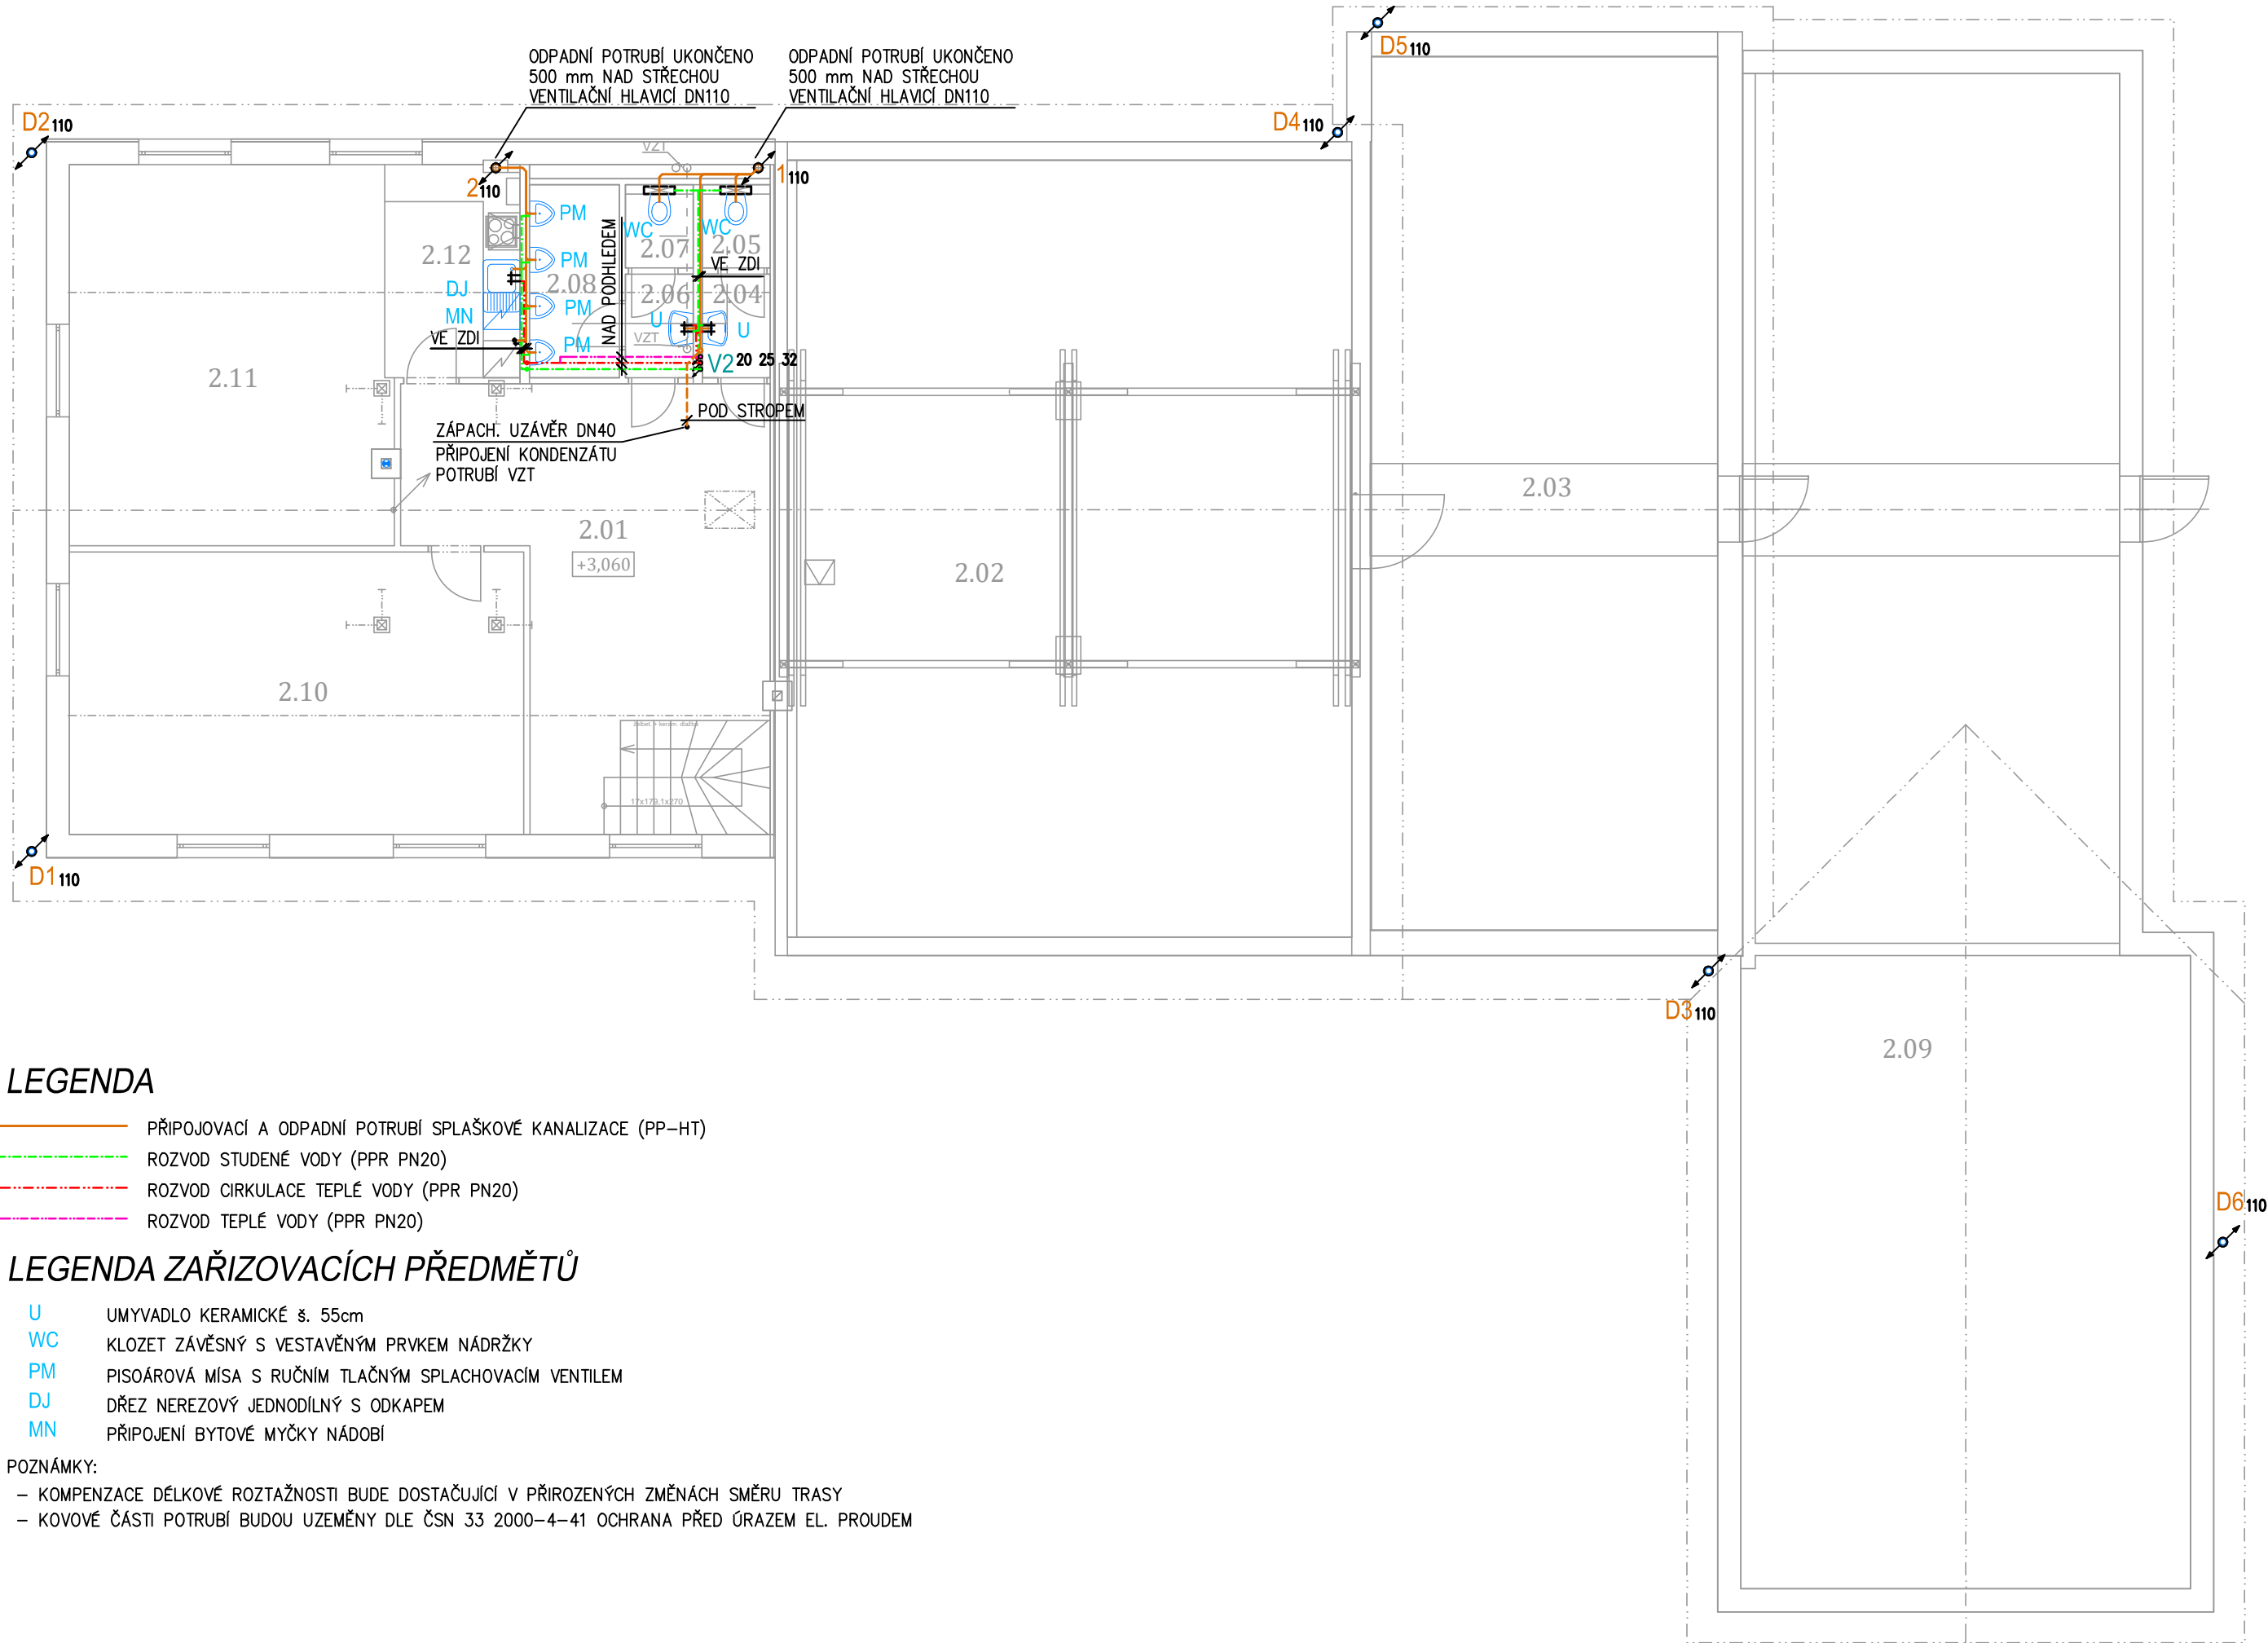 ODPADNÍ POTRUBÍ UKONČENO
500 mm NAD STŘECHOU
VENTILAČNÍ HLAVICÍ DN110
ODPADNÍ POTRUBÍ UKONČENO
500 mm NAD STŘECHOU
VENTILAČNÍ HLAVICÍ DN110
D5 110
D2 110
D4 110
VZT
2 110
1 110
PM
WC
WC
2.07
2.05
2.12
PM
NAD PODHLEDEM
VE ZDI
2.08
DJ
2.06
2.04
MN
PM
U
U
VE ZDI
PM
VZT
V2 20 25 32
2.11
POD STROPEM
ZÁPACH. UZÁVĚR DN40
PŘIPOJENÍ KONDENZÁTU
POTRUBÍ VZT
2.03
2.01
+3,060
2.02
2.10
17x179,1x270
D1 110
D3 110
2.09
D6 110
LEGENDA
PŘIPOJOVACÍ A ODPADNÍ POTRUBÍ SPLAŠKOVÉ KANALIZACE (PP-HT)
ROZVOD STUDENÉ VODY (PPR PN20)
ROZVOD CIRKULACE TEPLÉ VODY (PPR PN20)
ROZVOD TEPLÉ VODY (PPR PN20)
LEGENDA ZAŘIZOVACÍCH PŘEDMĚTŮ
U UMYVADLO KERAMICKÉ š. 55cm
WC KLOZET ZÁVĚSNÝ S VESTAVĚNÝM PRVKEM NÁDRŽKY
PM PISOÁROVÁ MÍSA S RUČNÍM TLAČNÝM SPLACHOVACÍM VENTILEM
DJ DŘEZ NEREZOVÝ JEDNODÍLNÝ S ODKAPEM
MN PŘIPOJENÍ BYTOVÉ MYČKY NÁDOBÍ
POZNÁMKY:
– KOMPENZACE DÉLKOVÉ ROZTAŽNOSTI BUDE DOSTAČUJÍCÍ V PŘIROZENÝCH ZMĚNÁCH SMĚRU TRASY
– KOVOVÉ ČÁSTI POTRUBÍ BUDOU UZEMĚNY DLE ČSN 33 2000-4-41 OCHRANA PŘED ÚRAZEM EL. PROUDEM